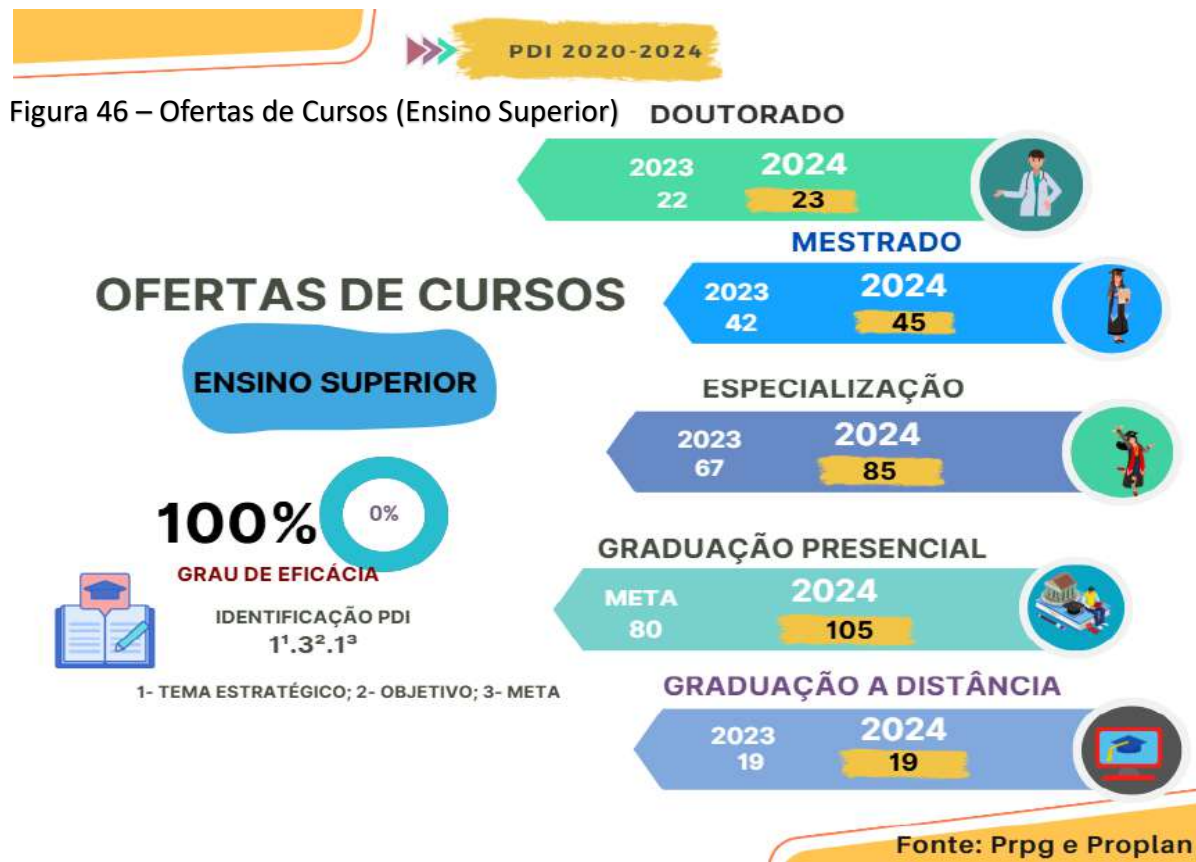 PDI 2020-2024
Figura 46 – Ofertas de Cursos (Ensino Superior)
DOUTORADO
2023 2024
22 23
MESTRADO
2023 2024
42 45
OFERTAS DE CURSOS
ENSINO SUPERIOR
ESPECIALIZAÇÃO
2023 2024
67 85
100% 0%
GRAU DE EFICÁCIA
IDENTIFICAÇÃO PDI
1¹.3².1³
1- TEMA ESTRATÉGICO; 2- OBJETIVO; 3- META
GRADUAÇÃO PRESENCIAL
META 2024
80 105
GRADUAÇÃO A DISTÂNCIA
2023 2024
19 19
Fonte: Prpg e Proplan